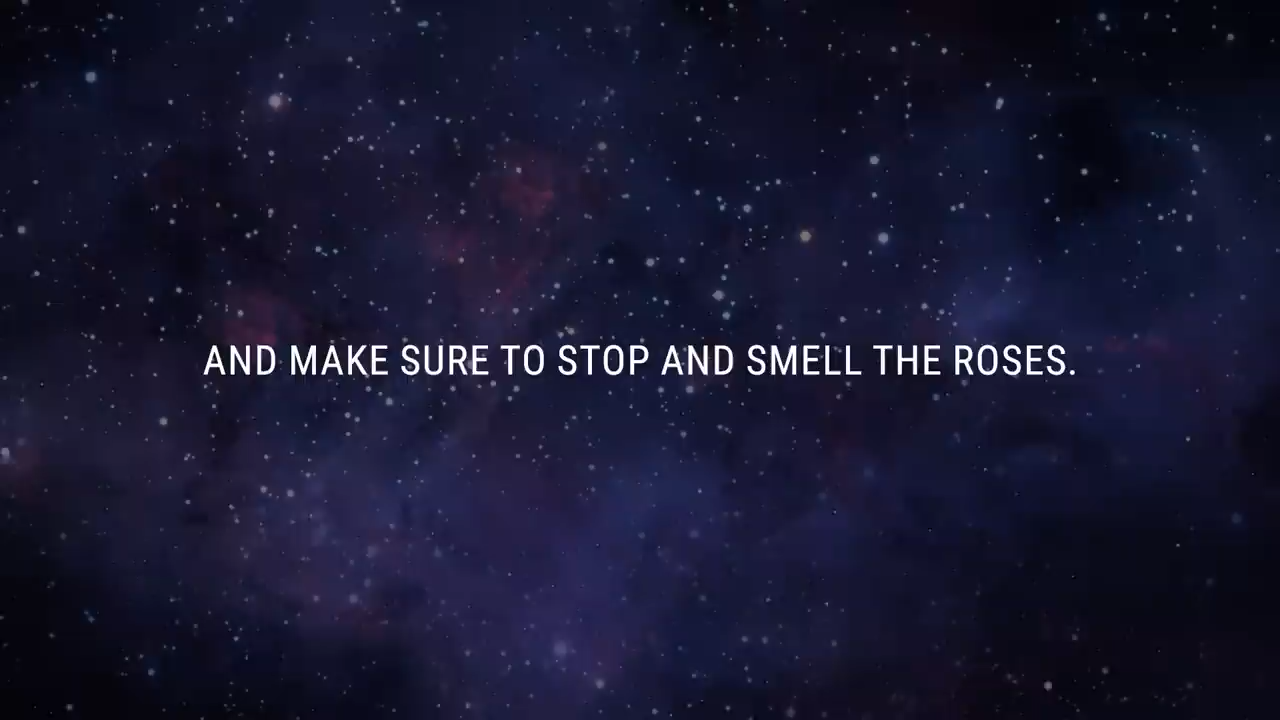 AND MAKE SURE TO STOP AND SMELL THE ROSES.